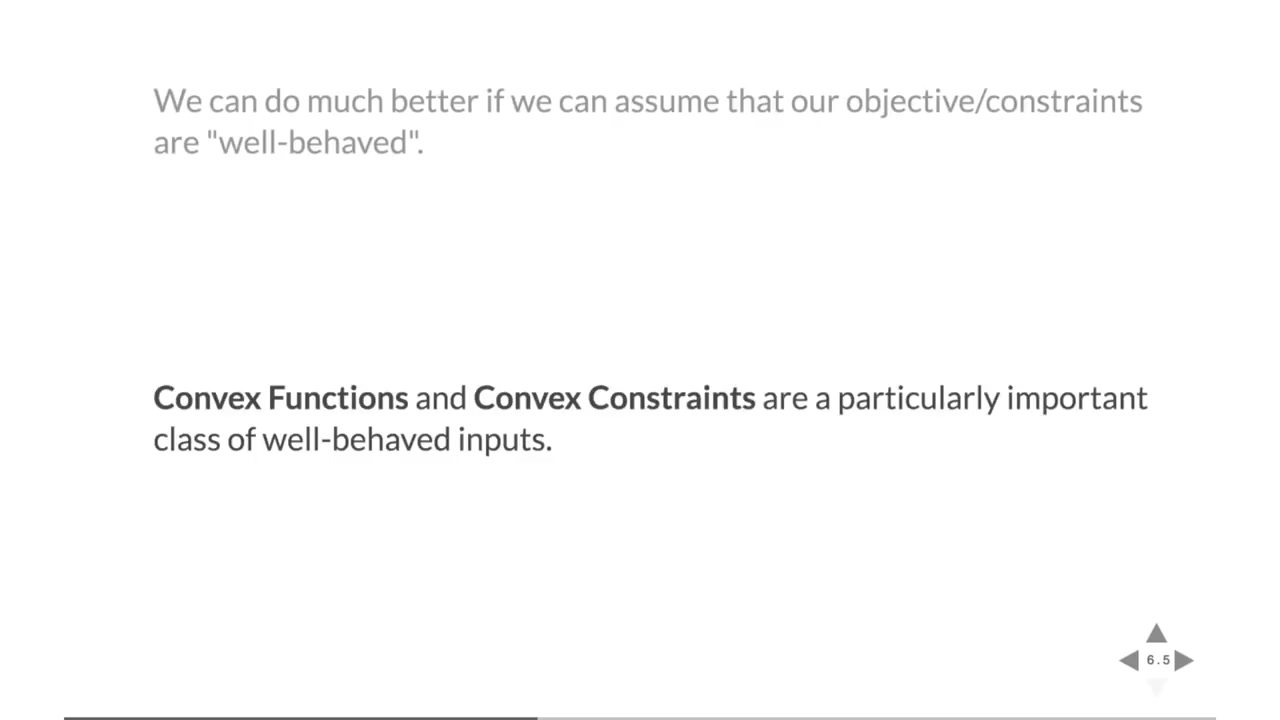 We can do much better if we can assume that our objective/constraints
are "well-behaved".
Convex Functions and Convex Constraints are a particularly important
class of well-behaved inputs.
6.5